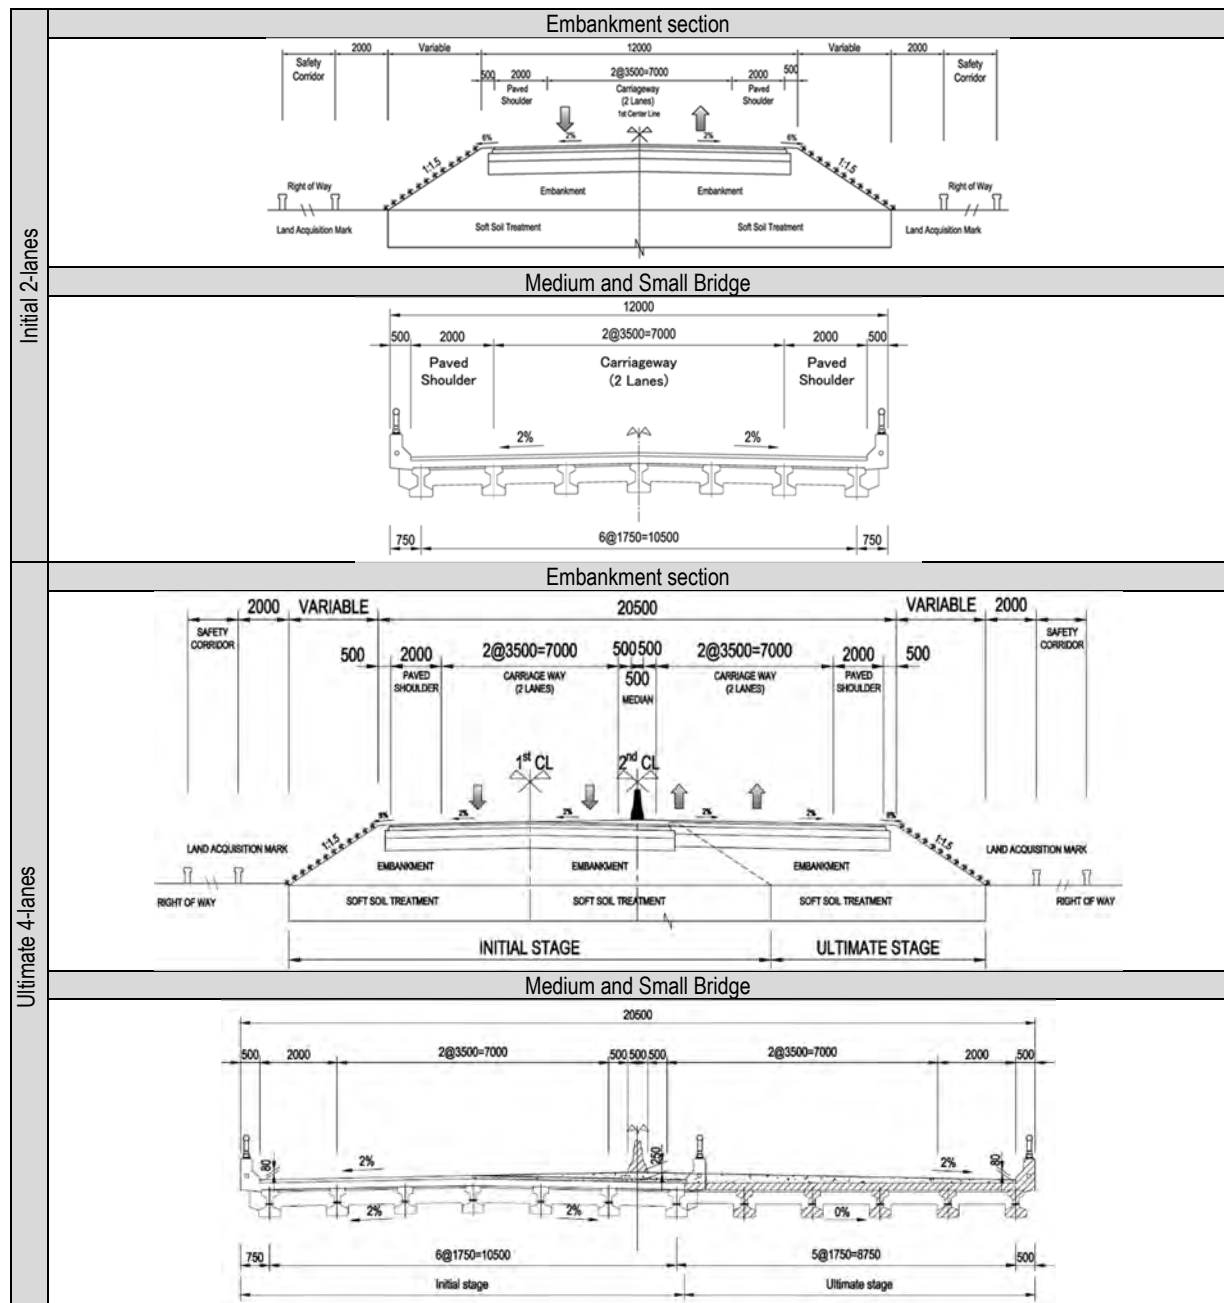 Initial 2-lanes
Embankment section
2000 Variable 12000 Variable 2000
Safety Corridor
Safety Corridor
500 2000 2@3500=7000 2000 500
Paved Shoulder
Carriageway (2 Lanes)
1st Center Line
Paved Shoulder
6% 2% 2% 6%
1:1.5 1:1.5
Right of Way Embankment Embankment Right of Way
Land Acquisition Mark Soft Soil Treatment Soft Soil Treatment Land Acquisition Mark
N
Medium and Small Bridge
12000
500 2000 2@3500=7000 2000 500
Paved Shoulder
Carriageway (2 Lanes)
Paved Shoulder
2% 2%
6@1750=10500
750 750
Ultimate 4-lanes
Embankment section
2000 VARIABLE 20500 VARIABLE 2000
SAFETY CORRIDOR
SAFETY CORRIDOR
500 2000 2@3500=7000 500 500 2@3500=7000 2000 500
PAVED SHOULDER
CARRIAGE WAY (2 LANES)
500
MEDIAN
CARRIAGE WAY (2 LANES)
PAVED SHOULDER
1st CL 2nd CL
6% 2% 2% 2% 2% 6%
1:1.5 1:1.5
LAND ACQUISITION MARK LAND ACQUISITION MARK
EMBANKMENT EMBANKMENT EMBANKMENT
RIGHT OF WAY SOFT SOIL TREATMENT SOFT SOIL TREATMENT SOFT SOIL TREATMENT RIGHT OF WAY
N
INITIAL STAGE ULTIMATE STAGE
Medium and Small Bridge
20500
500 2000 2@3500=7000 500 500 500 2@3500=7000 2000 500
80 2% 250 2% 80
2% 2% 0%
750 6@1750=10500 5@1750=8750 500
Initial stage Ultimate stage